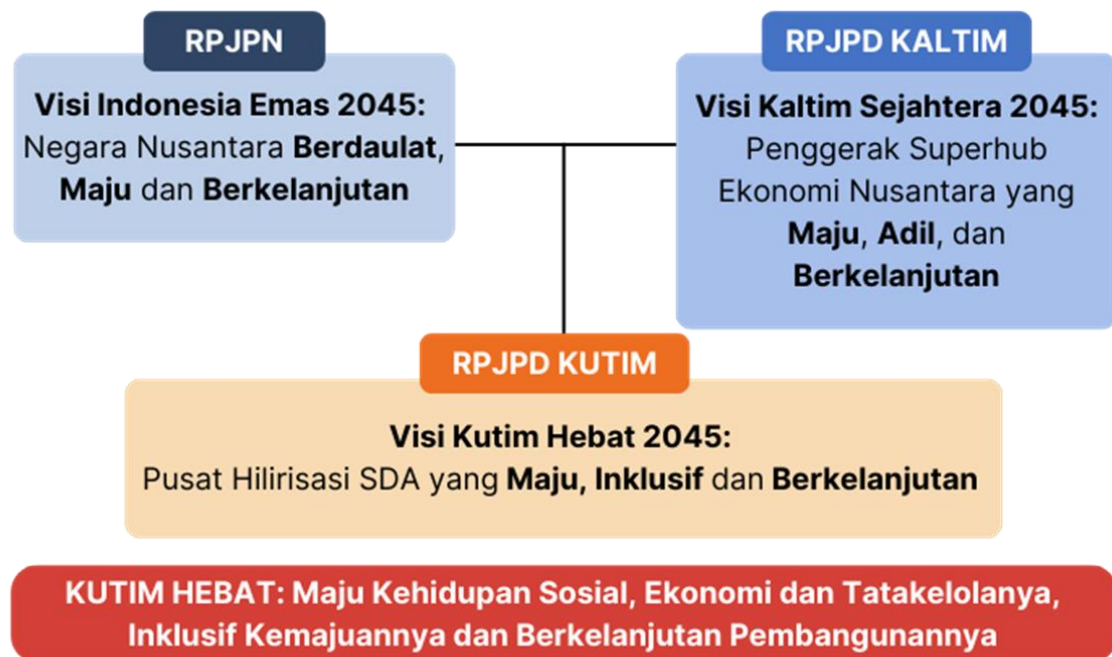 RPJPN
Visi Indonesia Emas 2045:
Negara Nusantara Berdaulat,
Maju dan Berkelanjutan
RPJPD KALTIM
Visi Kaltim Sejahtera 2045:
Penggerak Superhub
Ekonomi Nusantara yang
Maju, Adil, dan
Berkelanjutan
RPJPD KUTIM
Visi Kutim Hebat 2045:
Pusat Hilirisasi SDA yang Maju, Inklusif dan Berkelanjutan
KUTIM HEBAT: Maju Kehidupan Sosial, Ekonomi dan Tatakelolanya,
Inklusif Kemajuannya dan Berkelanjutan Pembangunannya